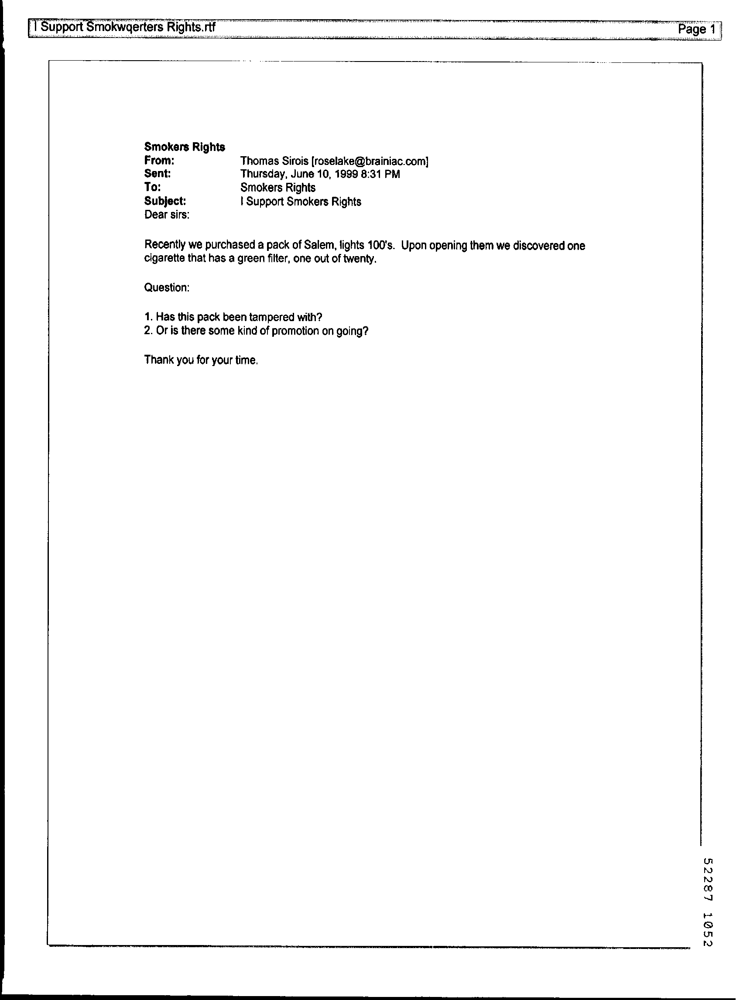 I Support Smokwqerters Rights.rtf Page 1
Smokers Rights
From: Thomas Sirois [roselake@brainiac.com]
Sent: Thursday, June 10, 1999 8:31 PM
To: Smokers Rights
Subject: I Support Smokers Rights
Dear sirs:
Recently we purchased a pack of Salem, lights 100's. Upon opening them we discovered one
cigarette that has a green filter, one out of twenty.
Question:
1. Has this pack been tampered with?
2. Or is there some kind of promotion on going?
Thank you for your time.
52287 1052